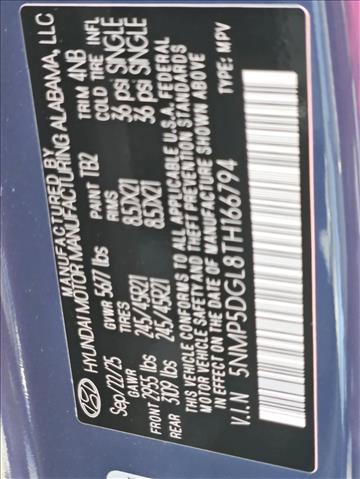 MANUFACTURED BY
HYUNDAI MOTOR MANUFACTURING ALABAMA, LLC
Sep/22/25 PAINT TB2 TRIM 4NB
GVWR 5677 lbs
GAWR TIRES RIMS COLD TIRE INFL
FRONT 2955 lbs 245/45R21 8.5JX21 36 psi SINGLE
REAR 3109 lbs 245/45R21 8.5JX21 36 psi SINGLE
THIS VEHICLE CONFORMS TO ALL APPLICABLE U.S.A. FEDERAL
MOTOR VEHICLE SAFETY AND THEFT PREVENTION STANDARDS
IN EFFECT ON THE DATE OF MANUFACTURE SHOWN ABOVE
V.I.N 5NMP5DGL8TH166794 TYPE: MPV